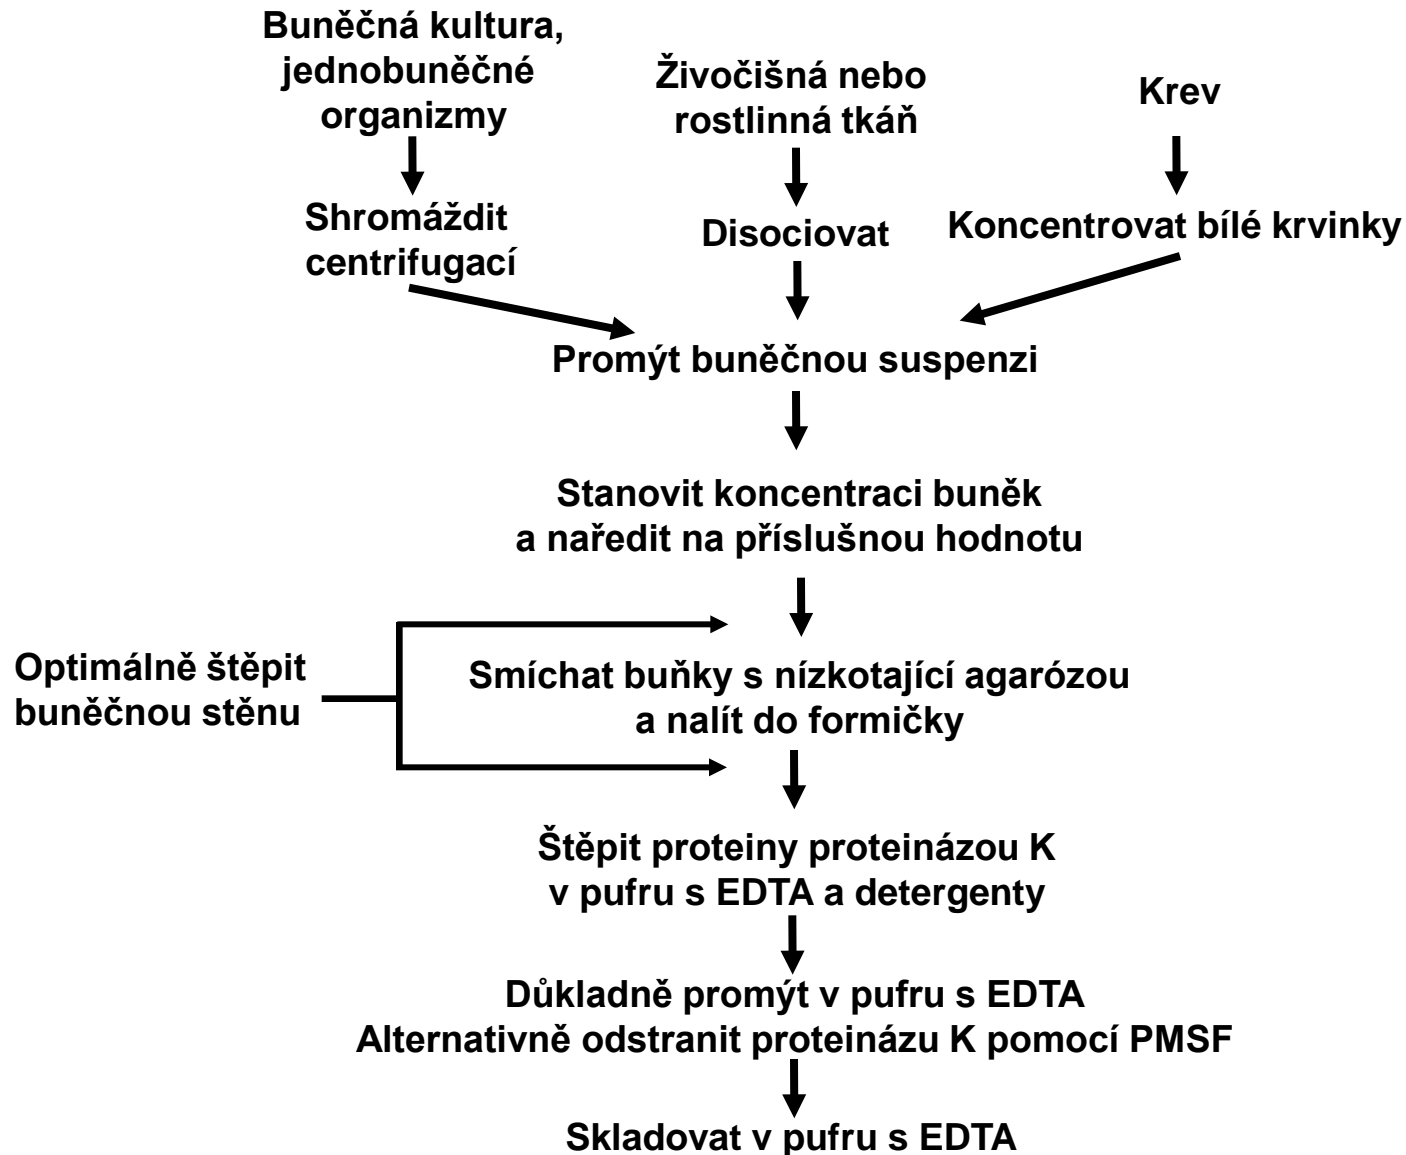 Buněčná kultura,
jednobuněčné
organizmy
Živočišná nebo
rostlinná tkáň
Krev
Shromáždit
centrifugací
Disociovat
Koncentrovat bílé krvinky
Promýt buněčnou suspenzi
Stanovit koncentraci buněk
a naředit na příslušnou hodnotu
Optimálně štěpit
buněčnou stěnu
Smíchat buňky s nízkotající agarózou
a nalít do formičky
Štěpit proteiny proteinázou K
v pufru s EDTA a detergenty
Důkladně promýt v pufru s EDTA
Alternativně odstranit proteinázu K pomocí PMSF
Skladovat v pufru s EDTA